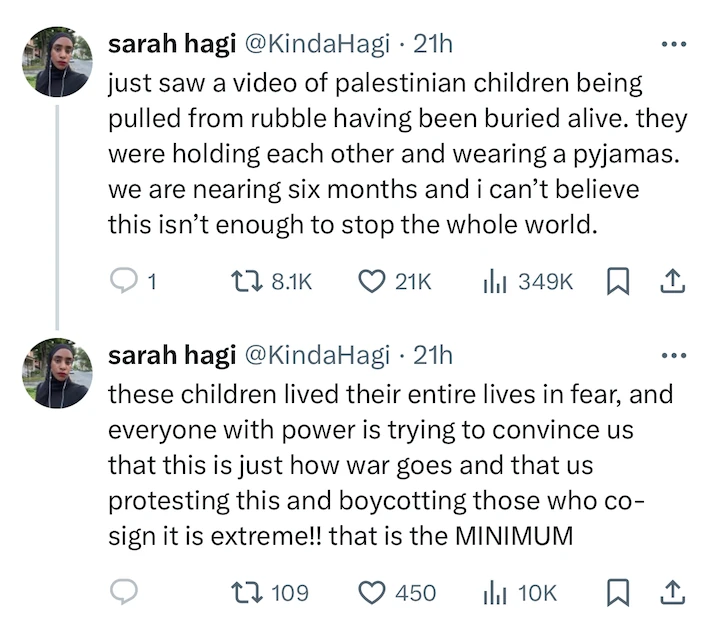 sarah hagi @KindaHagi · 21h
just saw a video of palestinian children being
pulled from rubble having been buried alive. they
were holding each other and wearing a pyjamas.
we are nearing six months and i can’t believe
this isn’t enough to stop the whole world.
1 8.1K 21K 349K
sarah hagi @KindaHagi · 21h
these children lived their entire lives in fear, and
everyone with power is trying to convince us
that this is just how war goes and that us
protesting this and boycotting those who co-
sign it is extreme!! that is the MINIMUM
109 450 10K